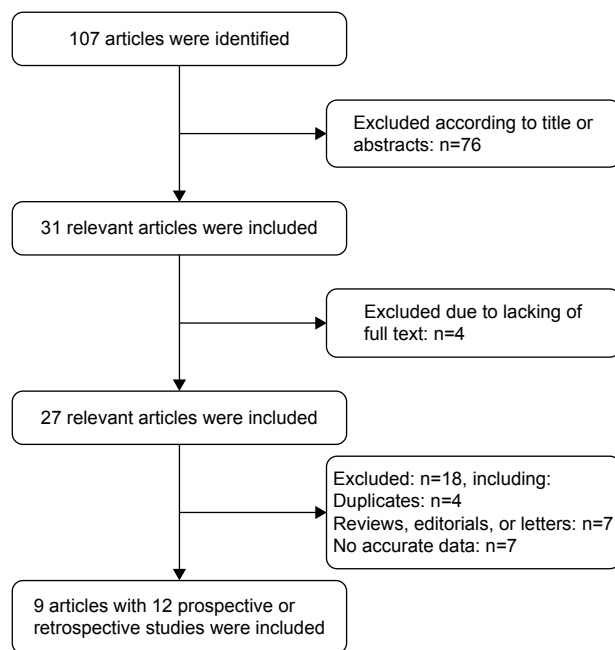 107 articles were identified
Excluded according to title or
abstracts: n=76
31 relevant articles were included
Excluded due to lacking of
full text: n=4
27 relevant articles were included
Excluded: n=18, including:
Duplicates: n=4
Reviews, editorials, or letters: n=7
No accurate data: n=7
9 articles with 12 prospective or
retrospective studies were included